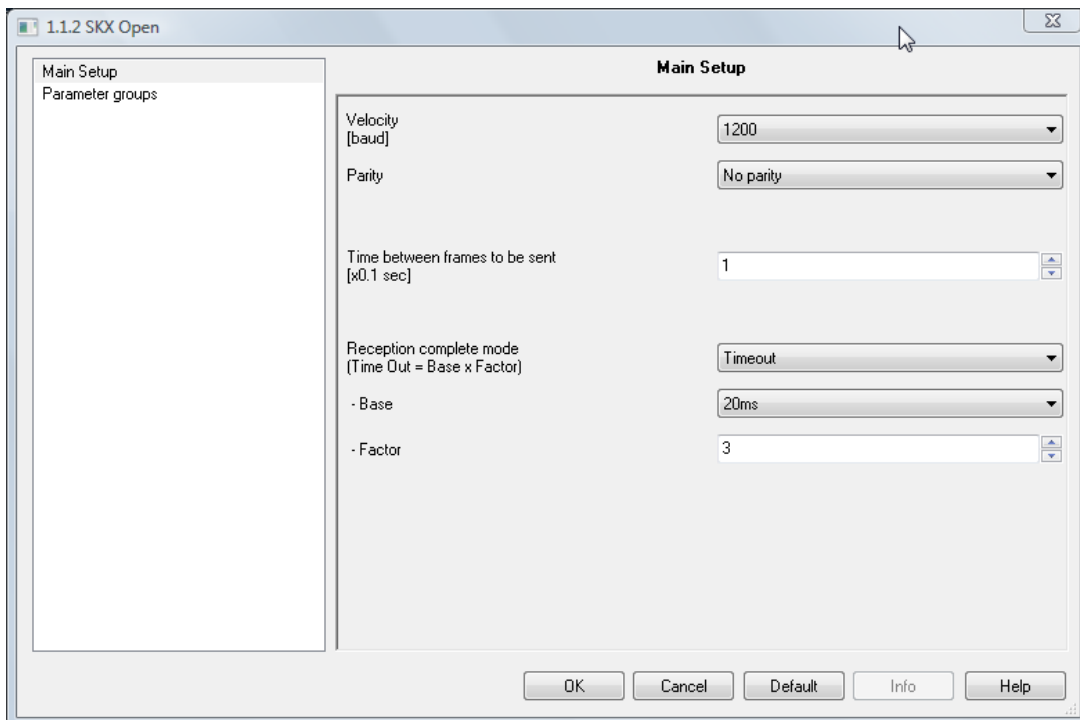 1.1.2 SKX Open
Main Setup
Parameter groups
Main Setup
Velocity
[baud]
1200
Parity
No parity
Time between frames to be sent
[x0.1 sec]
1
Reception complete mode
(Time Out = Base x Factor)
Timeout
- Base
20ms
- Factor
3
OK
Cancel
Default
Info
Help